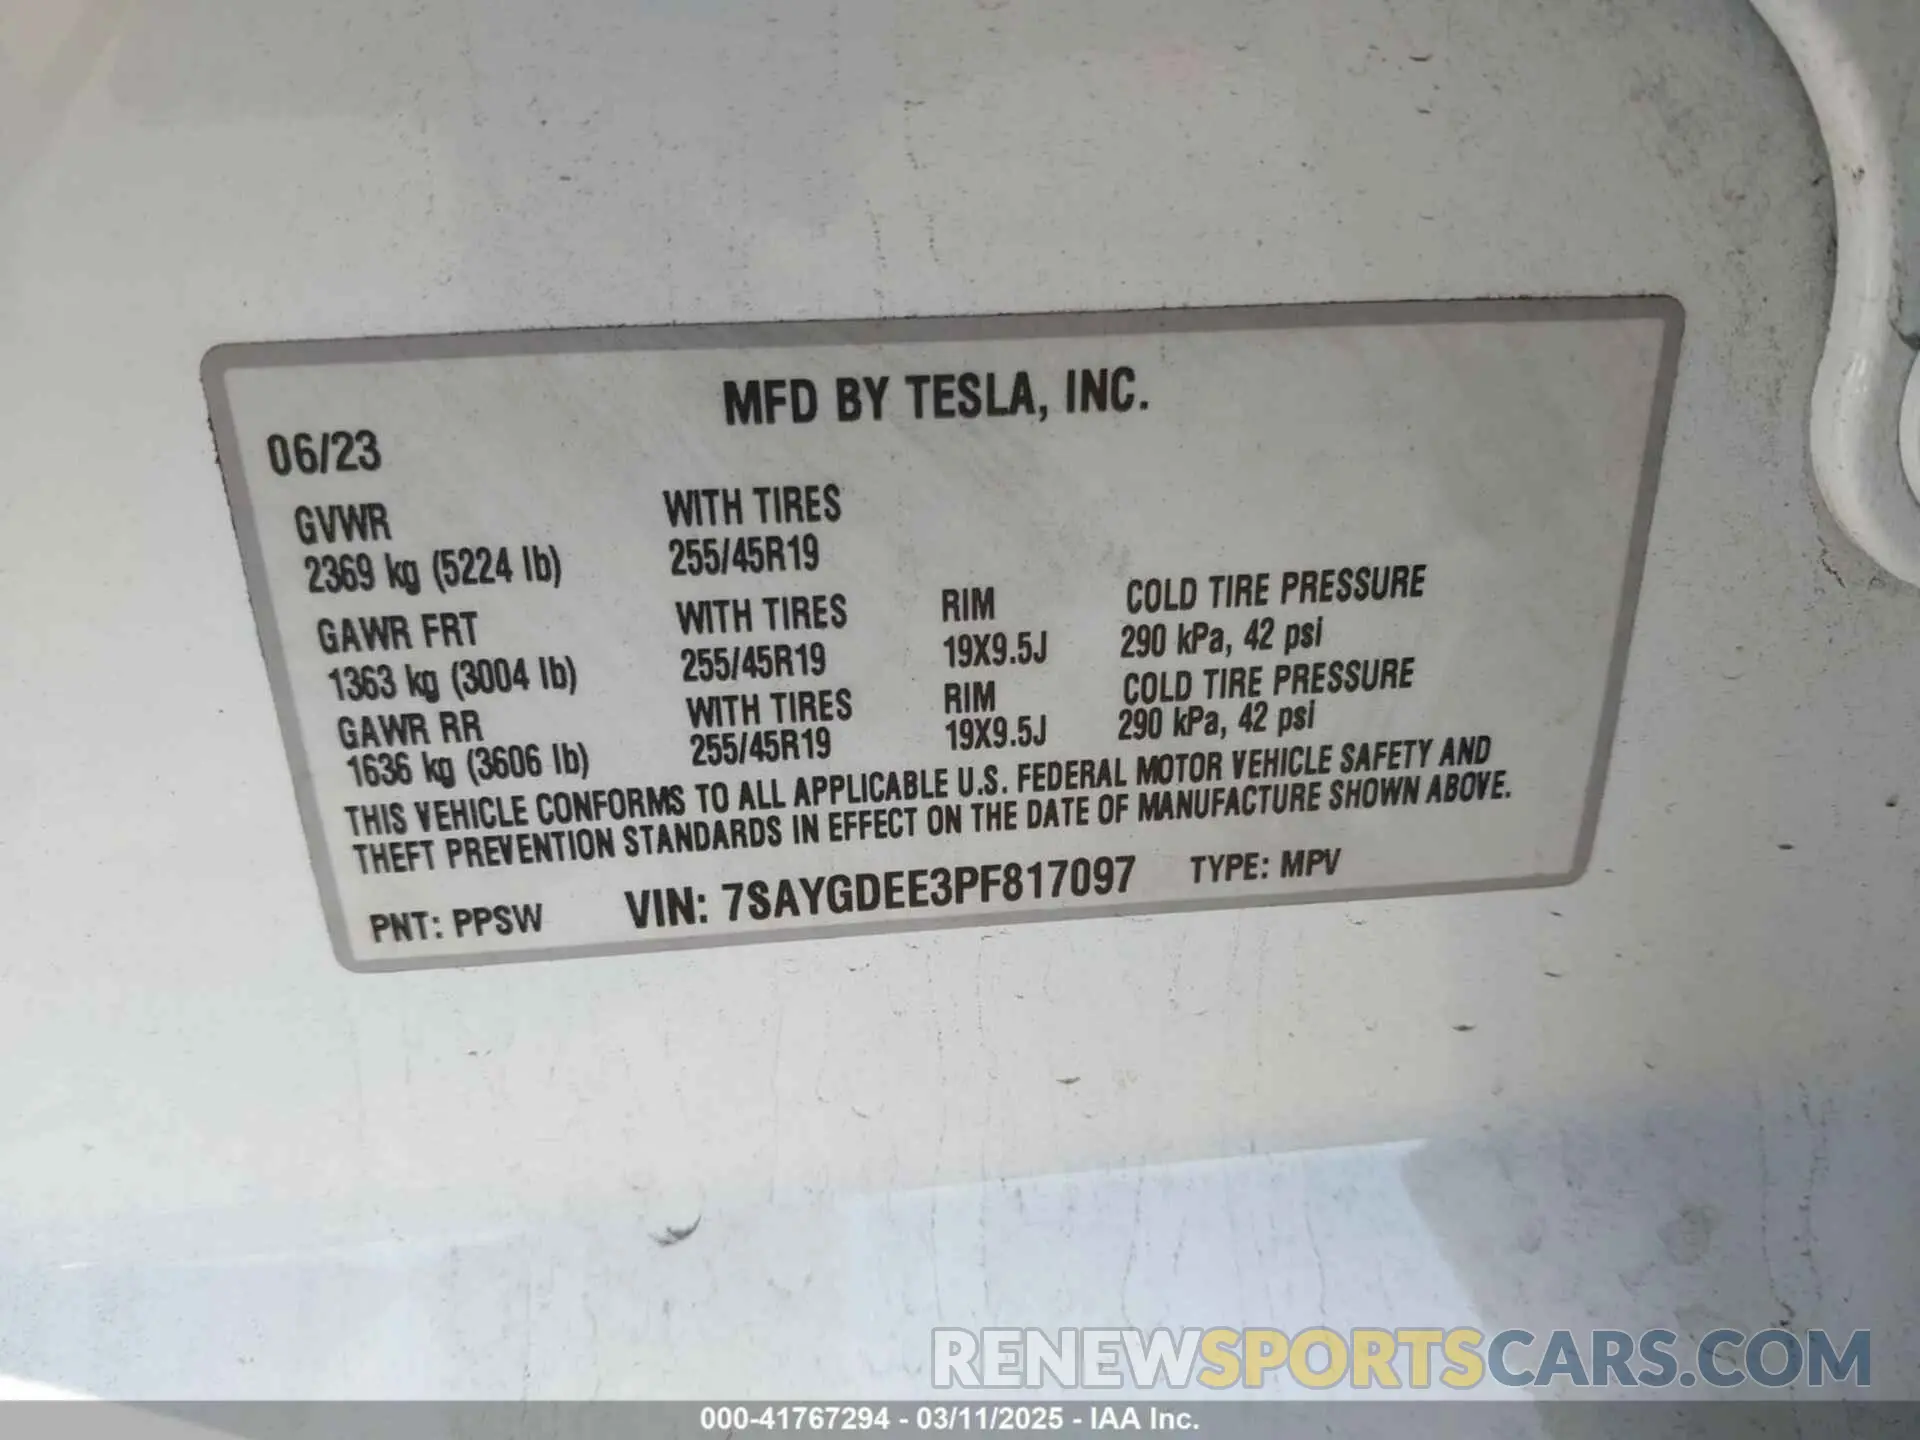 MFD BY TESLA, INC.
06/23
GVWR WITH TIRES
2369 kg (5224 lb) 255/45R19
GAWR FRT WITH TIRES RIM COLD TIRE PRESSURE
1363 kg (3004 lb) 255/45R19 19X9.5J 290 kPa, 42 psi
GAWR RR WITH TIRES RIM COLD TIRE PRESSURE
1636 kg (3606 lb) 255/45R19 19X9.5J 290 kPa, 42 psi
THIS VEHICLE CONFORMS TO ALL APPLICABLE U.S. FEDERAL MOTOR VEHICLE SAFETY AND
THEFT PREVENTION STANDARDS IN EFFECT ON THE DATE OF MANUFACTURE SHOWN ABOVE.
PNT: PPSW VIN: 7SAYGDEE3PF817097 TYPE: MPV
RENEWSPORTSCARS.COM
000-41767294 - 03/11/2025 - IAA Inc.